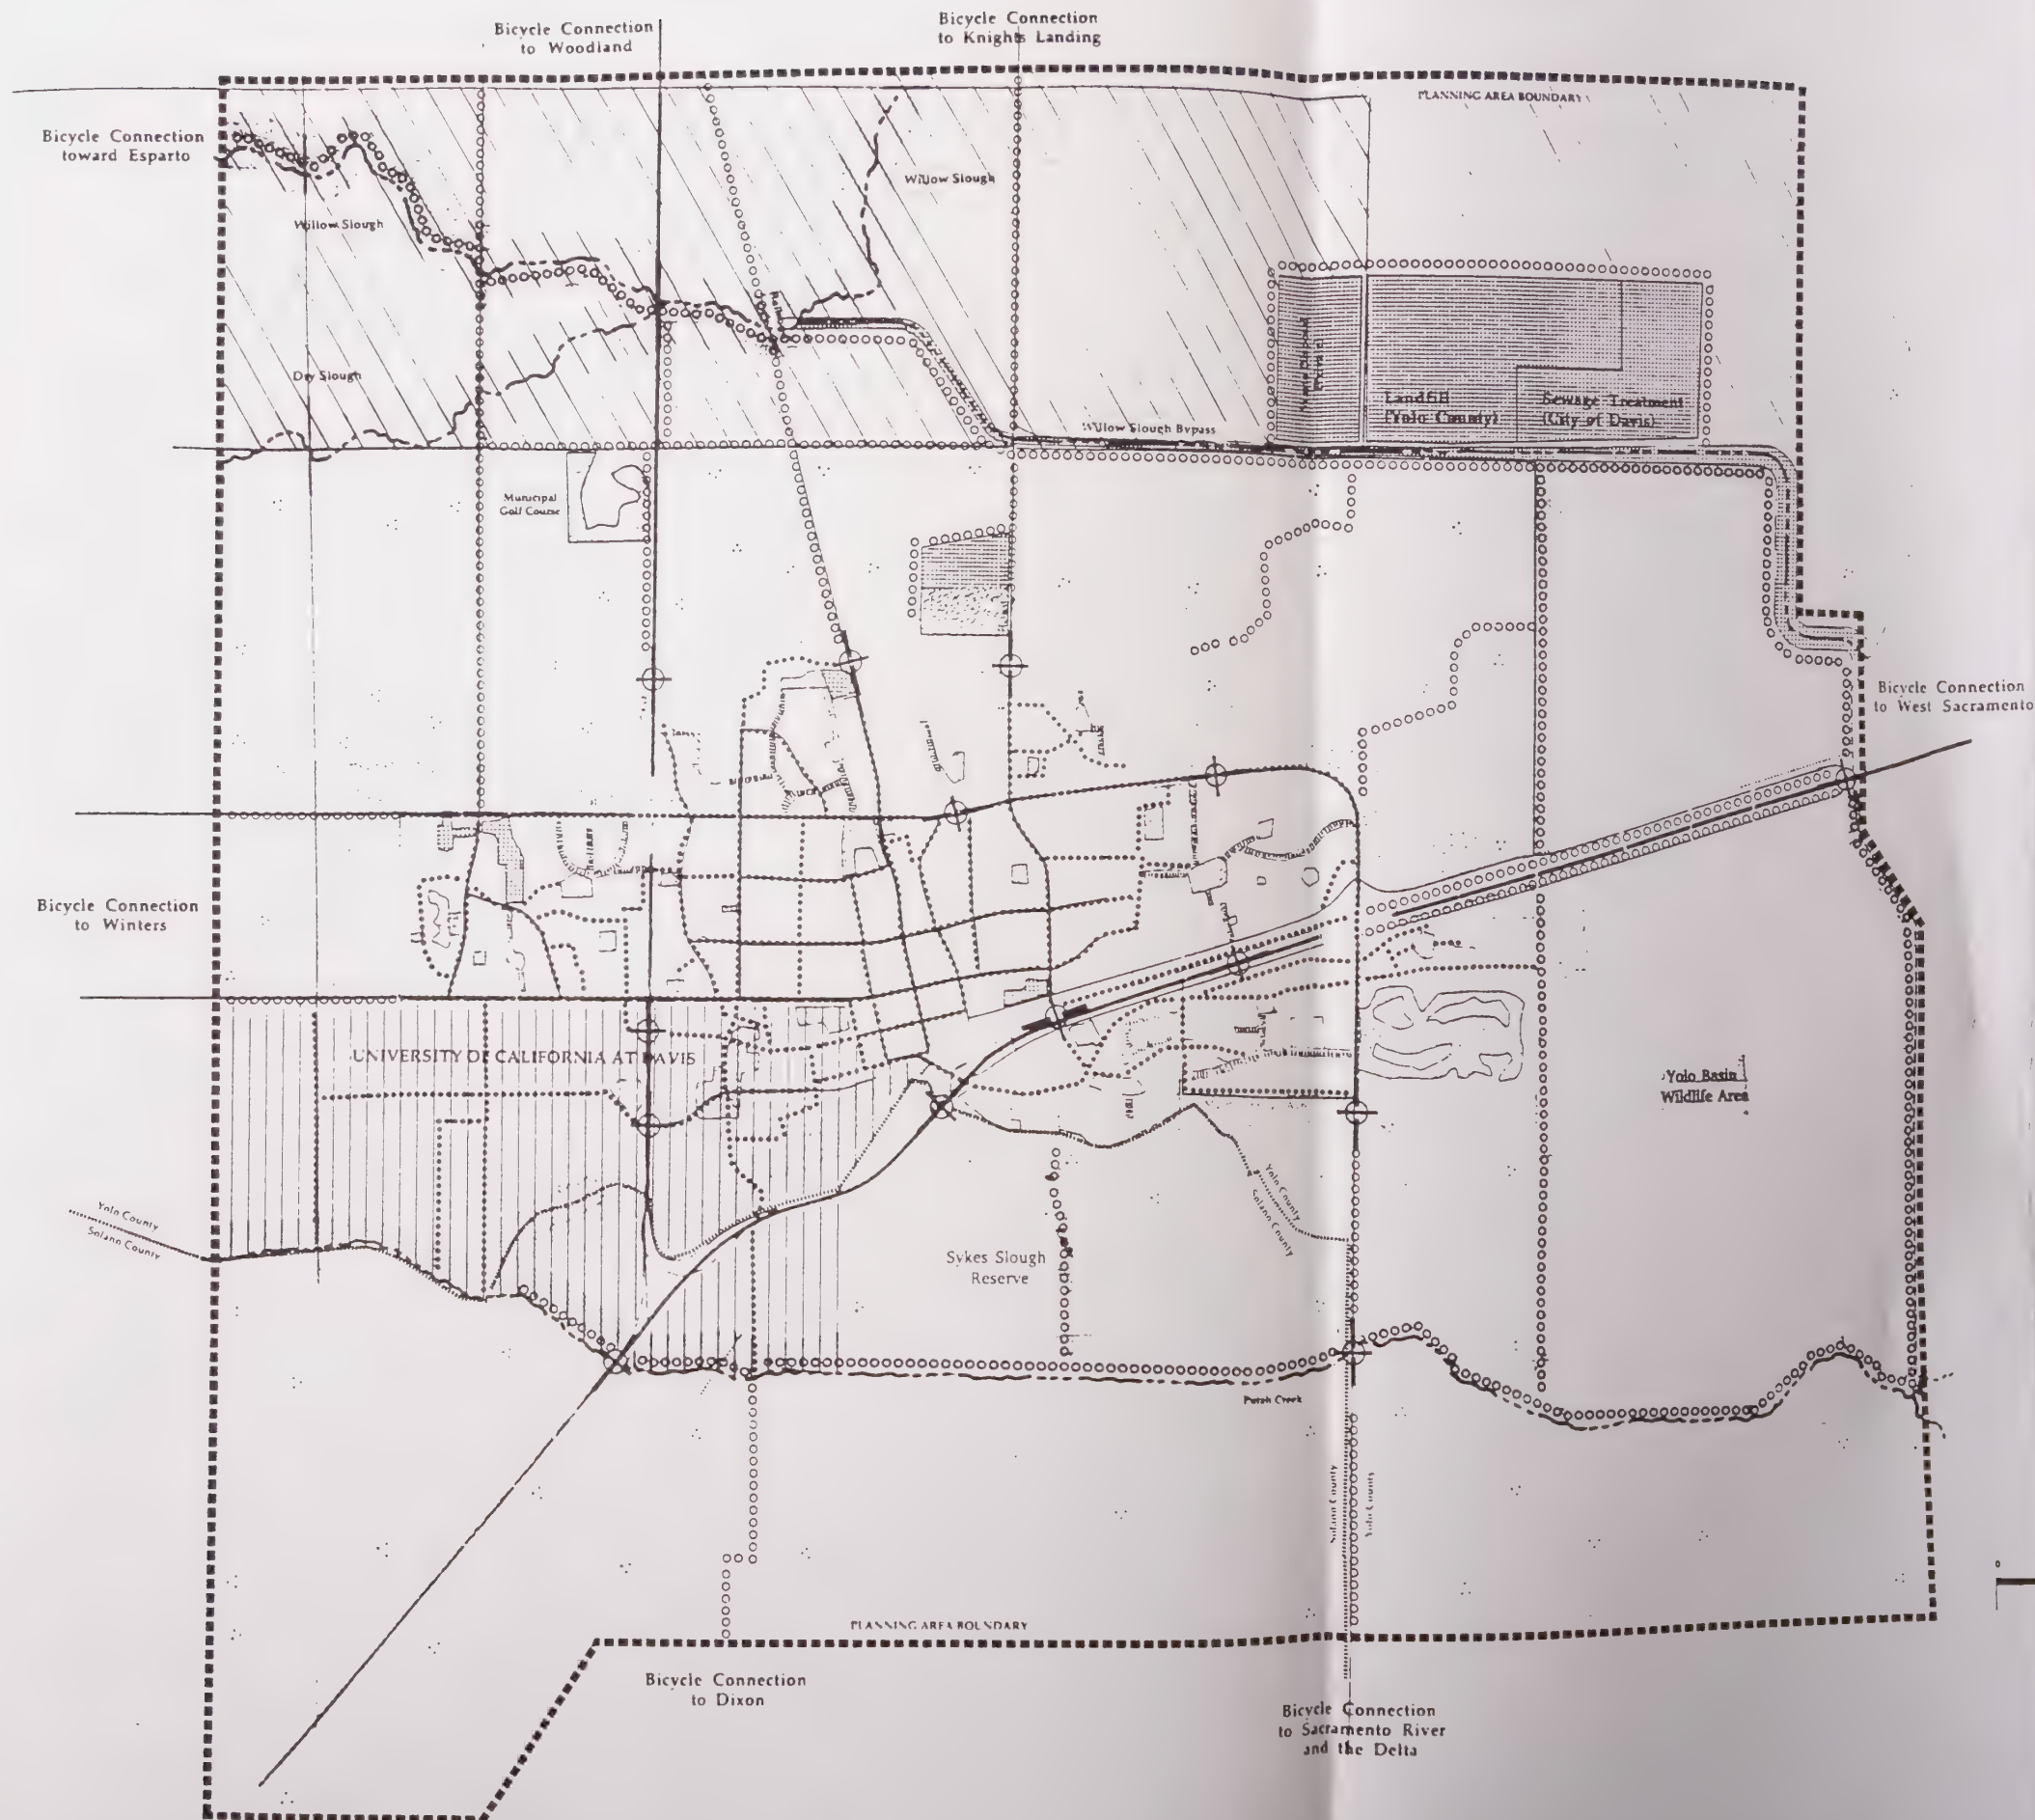 Bicycle Connection
to Woodland
Bicycle Connection
to Knights Landing
PLANNING AREA BOUNDARY
Bicycle Connection
toward Esparto
Willow Slough
Willow Slough
Dry Slough
Landfill
(Yolo County)
Sewage Treatment
(City of Davis)
Willow Slough Bypass
Municipal
Golf Course
Bicycle Connection
to West Sacramento
Bicycle Connection
to Winters
UNIVERSITY OF CALIFORNIA AT DAVIS
Yolo Basin
Wildlife Area
Yolo County
Solano County
Yolo County
Solano County
Sykes Slough
Reserve
Putah Creek
Solano County
Yolo County
PLANNING AREA BOUNDARY
Bicycle Connection
to Dixon
Bicycle Connection
to Sacramento River
and the Delta
0